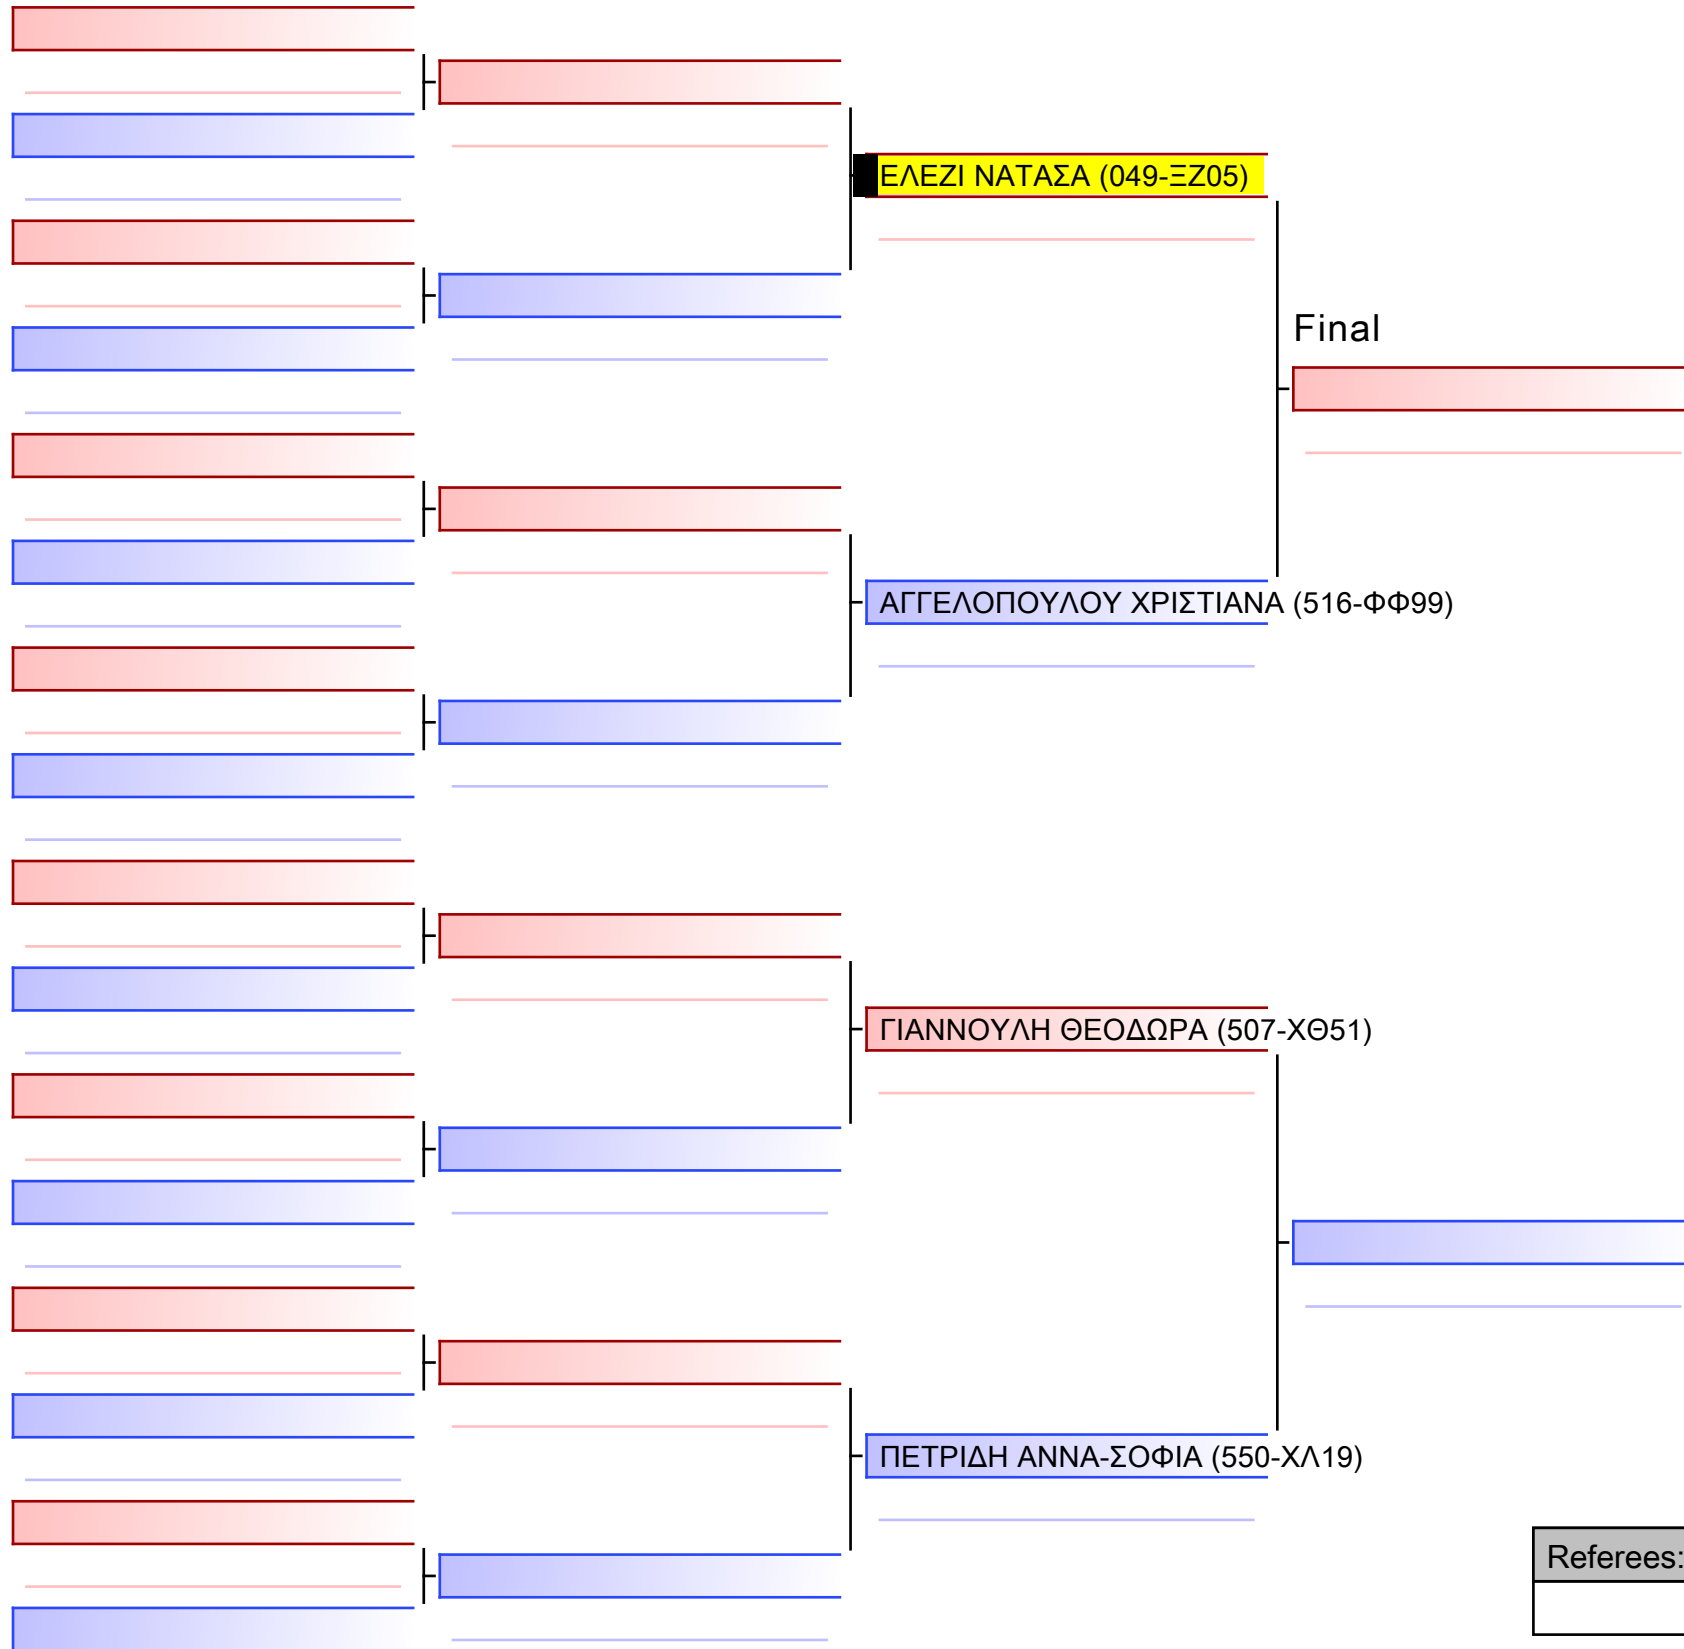 ΕΛΕΖΙ ΝΑΤΑΣΑ (049-ΞΖ05)
Final
ΑΓΓΕΛΟΠΟΥΛΟΥ ΧΡΙΣΤΙΑΝΑ (516-ΦΦ99)
ΓΙΑΝΝΟΥΛΗ ΘΕΟΔΩΡΑ (507-ΧΘ51)
ΠΕΤΡΙΔΗ ΑΝΝΑ-ΣΟΦΙΑ (550-ΧΛ19)
Referees: